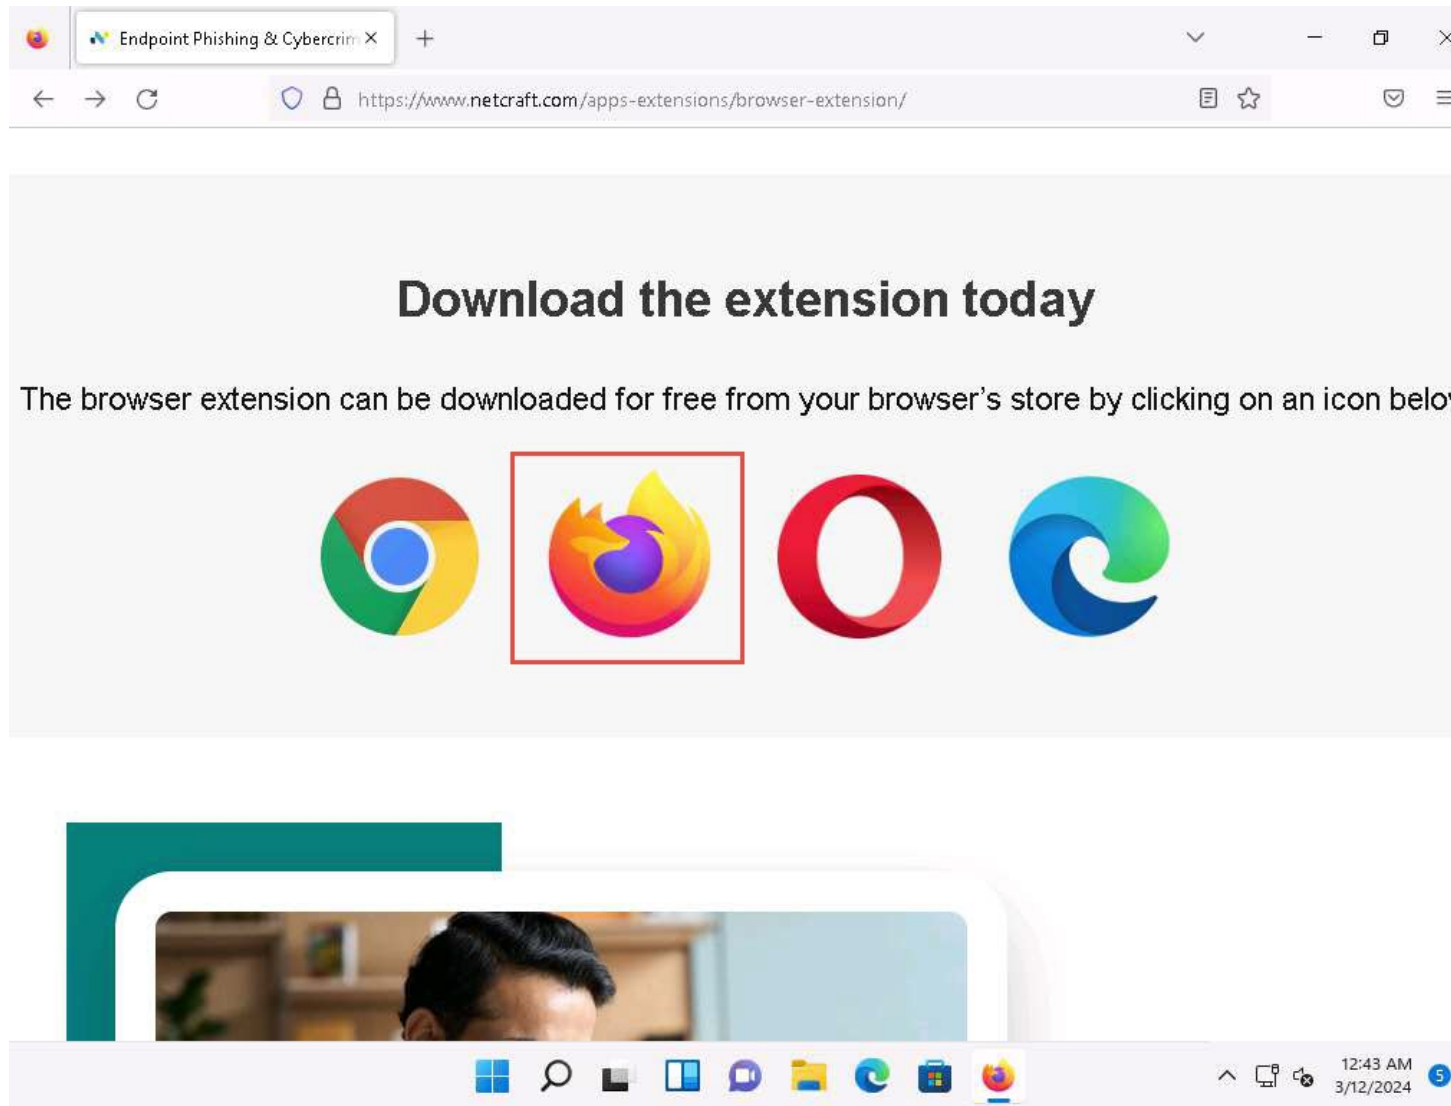 Endpoint Phishing & Cybercrim
https://www.netcraft.com/apps-extensions/browser-extension/
Download the extension today
The browser extension can be downloaded for free from your browser's store by clicking on an icon belo
12:43 AM
3/12/2024
5